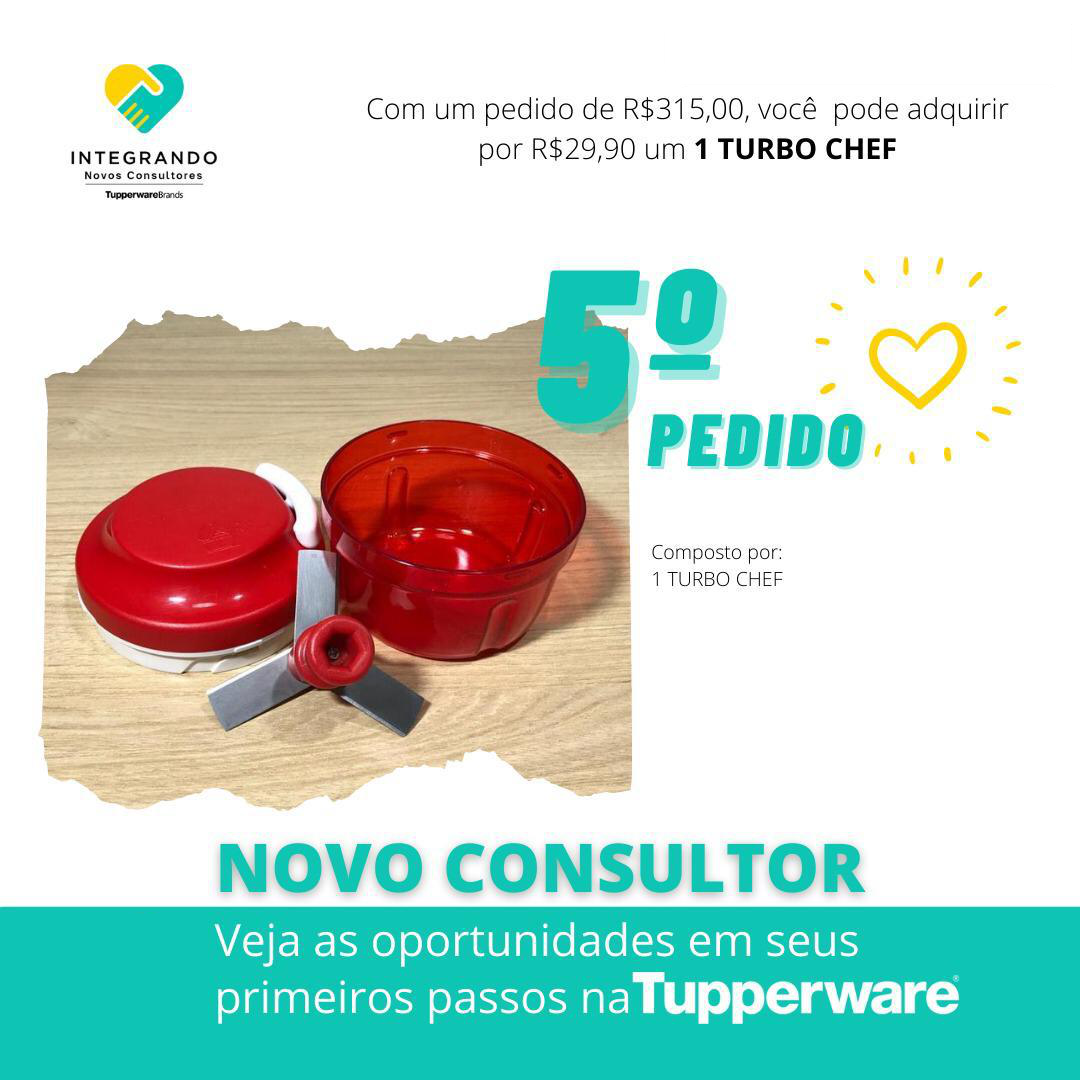 INTEGRANDO
Novos Consultores
TupperwareBrands
Com um pedido de R$315,00, você  pode adquirir
por R$29,90 um 1 TURBO CHEF
5º
PEDIDO
Composto por:
1 TURBO CHEF
NOVO CONSULTOR
Veja as oportunidades em seus
primeiros passos na Tupperware®